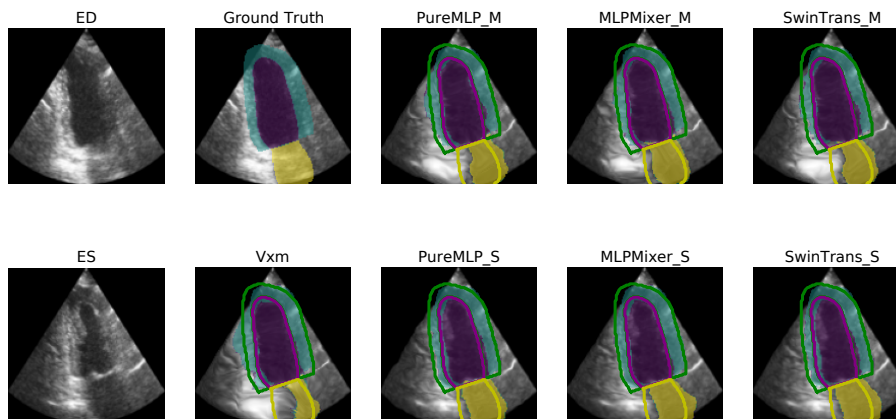 ED
Ground Truth
PureMLP_M
MLPMixer_M
SwinTrans_M
ES
Vxm
PureMLP_S
MLPMixer_S
SwinTrans_S